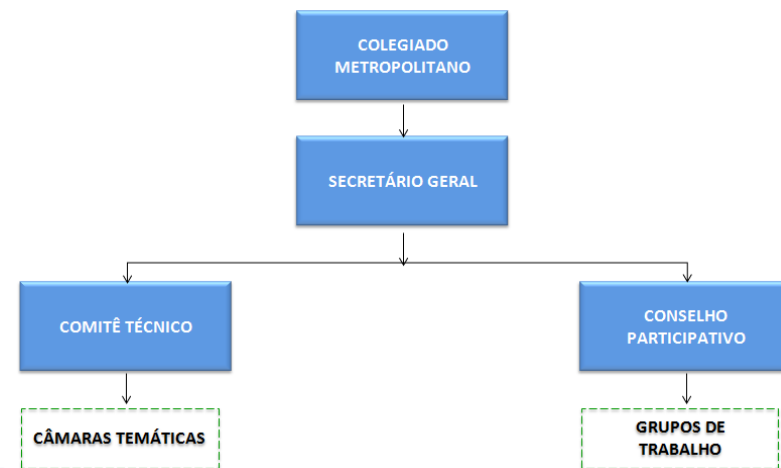 COLEGIADO
METROPOLITANO
SECRETÁRIO GERAL
COMITÊ TÉCNICO
CONSELHO
PARTICIPATIVO
CÂMARAS TEMÁTICAS
GRUPOS DE
TRABALHO